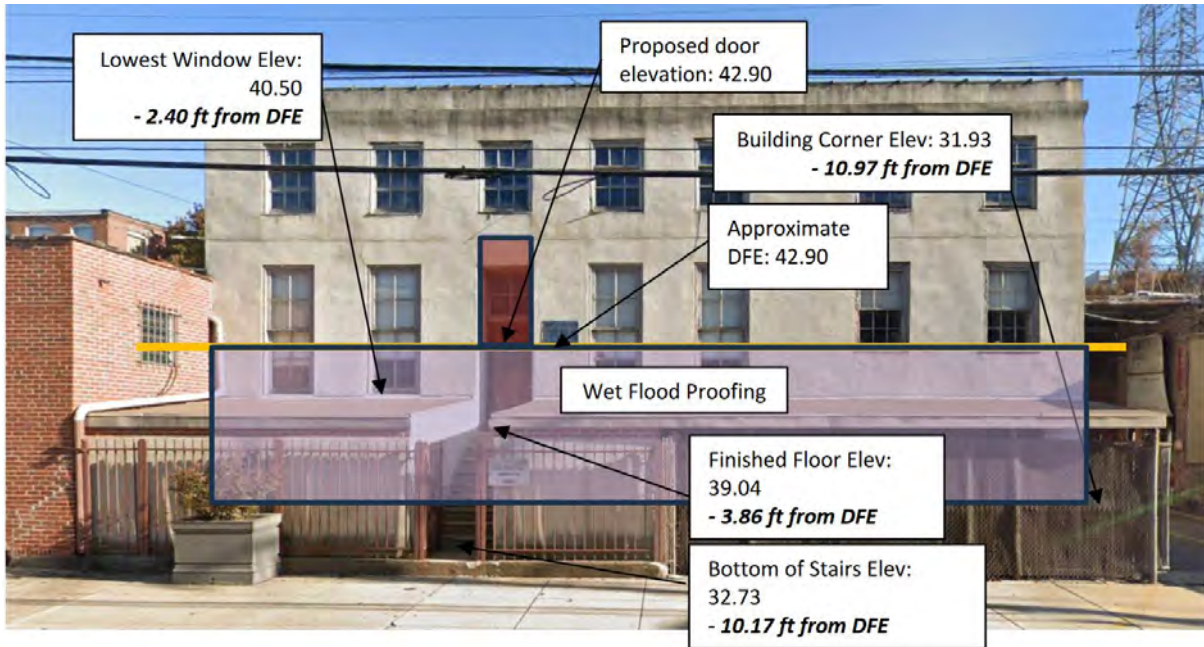 Lowest Window Elev:
40.50
- 2.40 ft from DFE
Proposed door
elevation: 42.90
Building Corner Elev: 31.93
- 10.97 ft from DFE
Approximate
DFE: 42.90
Wet Flood Proofing
Finished Floor Elev:
39.04
- 3.86 ft from DFE
Bottom of Stairs Elev:
32.73
- 10.17 ft from DFE